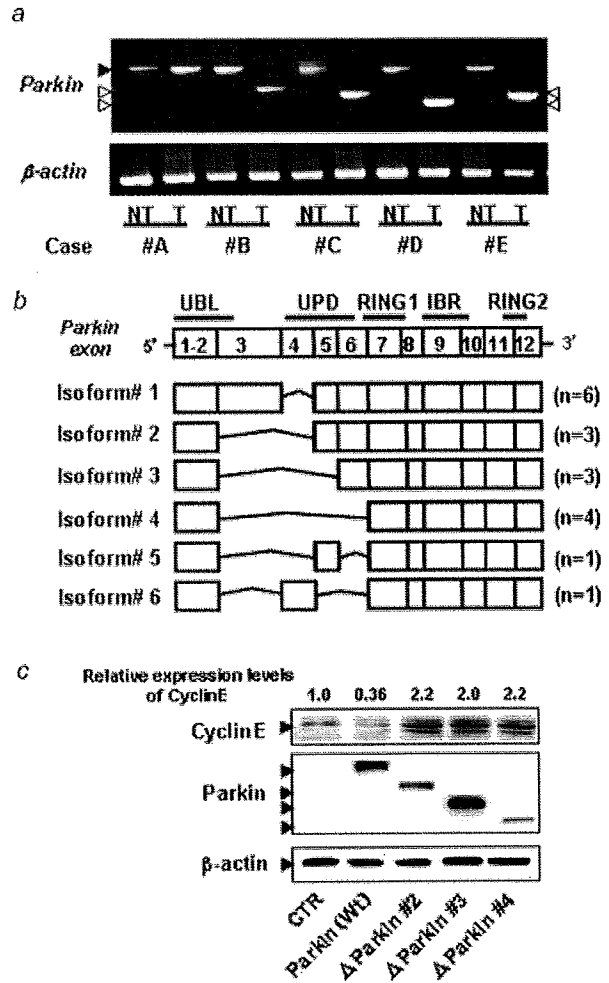 a
Parkin
β-actin
NT T NT T NT T NT T NT T
Case #A #B #C #D #E
b
UBL UPD RING1 IBR RING2
Parkin exon 5' 1-2 3 4 5 6 7 8 9 10 11 12 3'
Isoform# 1 (n=6)
Isoform# 2 (n=3)
Isoform# 3 (n=3)
Isoform# 4 (n=4)
Isoform# 5 (n=1)
Isoform# 6 (n=1)
c
Relative expression levels
of CyclinE 1.0 0.36 2.2 2.0 2.2
CyclinE
Parkin
β-actin
CTR
Parkin (Wt)
Δ Parkin #2
Δ Parkin #3
Δ Parkin #4